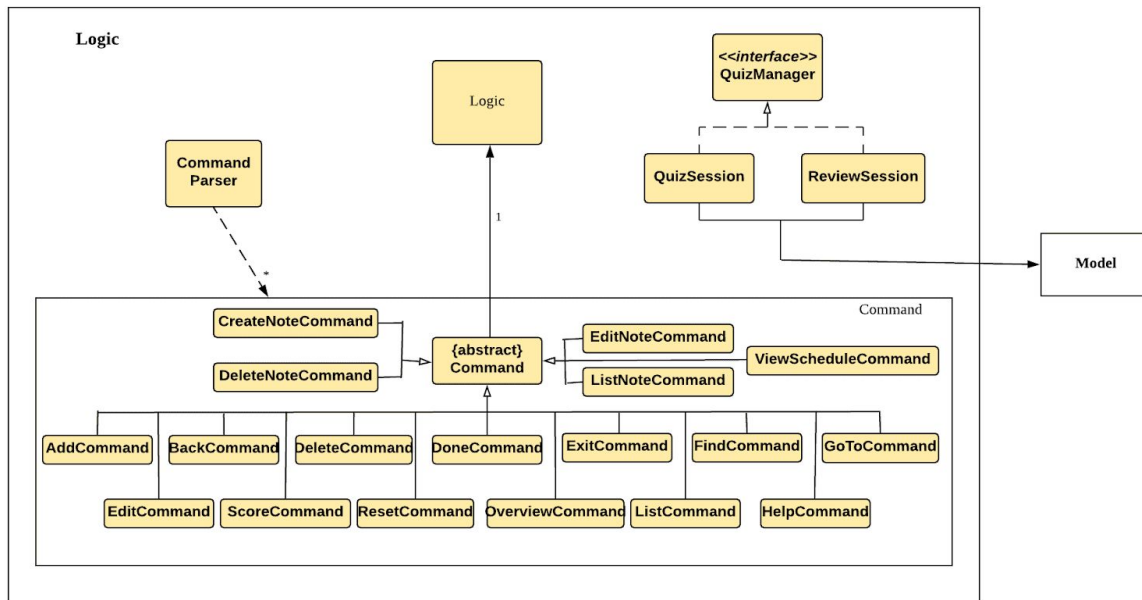 Logic
<<interface>>
QuizManager
Logic
Command
Parser
QuizSession
ReviewSession
1
*
Model
Command
CreateNoteCommand
EditNoteCommand
{abstract}
Command
ViewScheduleCommand
DeleteNoteCommand
ListNoteCommand
AddCommand
BackCommand
DeleteCommand
DoneCommand
ExitCommand
FindCommand
GoToCommand
EditCommand
ScoreCommand
ResetCommand
OverviewCommand
ListCommand
HelpCommand